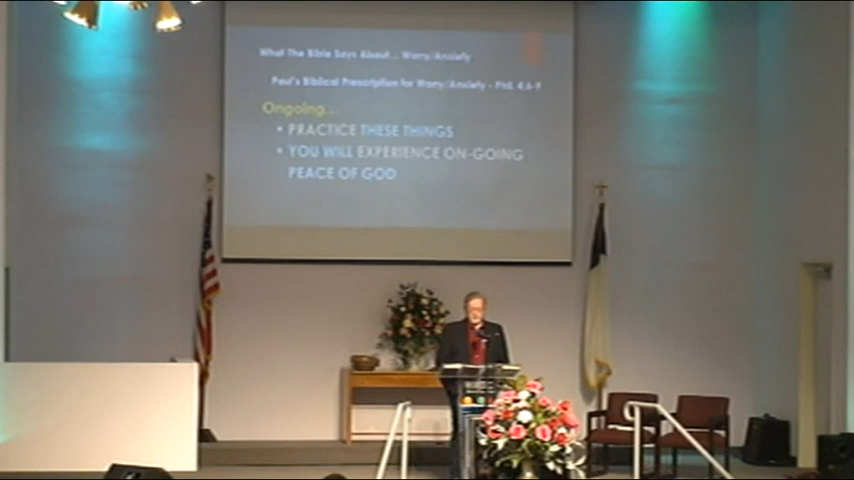 What The Bible Says About... Worry/Anxiety
Paul's Biblical Prescription for Worry/Anxiety - Phil. 4.6-9
Ongoing...
• PRACTICE THESE THINGS
• YOU WILL EXPERIENCE ON-GOING
PEACE OF GOD